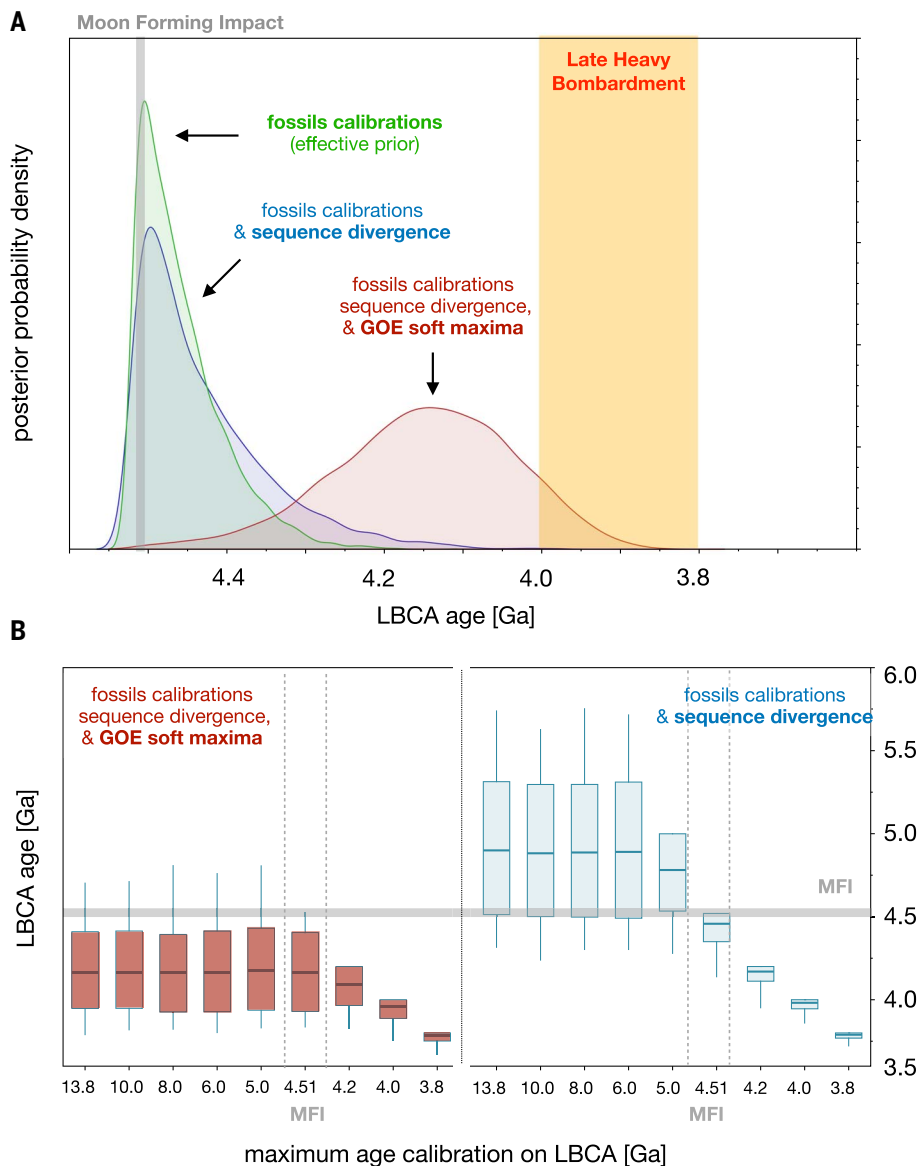 A
Moon Forming Impact
Late Heavy
Bombardment
fossils calibrations
(effective prior)
fossils calibrations
& sequence divergence
fossils calibrations
sequence divergence,
& GOE soft maxima
posterior probability density
4.4 4.2 4.0 3.8
LBCA age [Ga]
B
fossils calibrations
sequence divergence,
& GOE soft maxima
fossils calibrations
& sequence divergence
6.0
5.5
5.0
MFI
4.5
4.0
3.5
LBCA age [Ga]
13.8 10.0 8.0 6.0 5.0 4.51 4.2 4.0 3.8
MFI
13.8 10.0 8.0 6.0 5.0 4.51 4.2 4.0 3.8
MFI
maximum age calibration on LBCA [Ga]